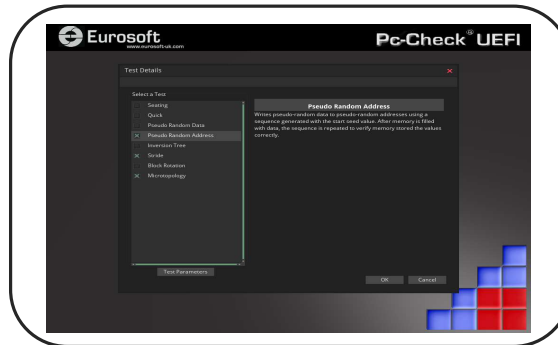 Eurosoft
www.eurosoft-uk.com
Pc-Check® UEFI
Test Details
Select a Test
Seating
Quick
Pseudo Random Data
Pseudo Random Address
Inversion Tree
Stride
Block Rotation
Microtopology
Test Parameters
Pseudo Random Address
Writes pseudo-random data to pseudo-random addresses using a
sequence generated with the start seed value. After memory is filled
with data, the sequence is repeated to verify memory stored the values
correctly.
OK
Cancel